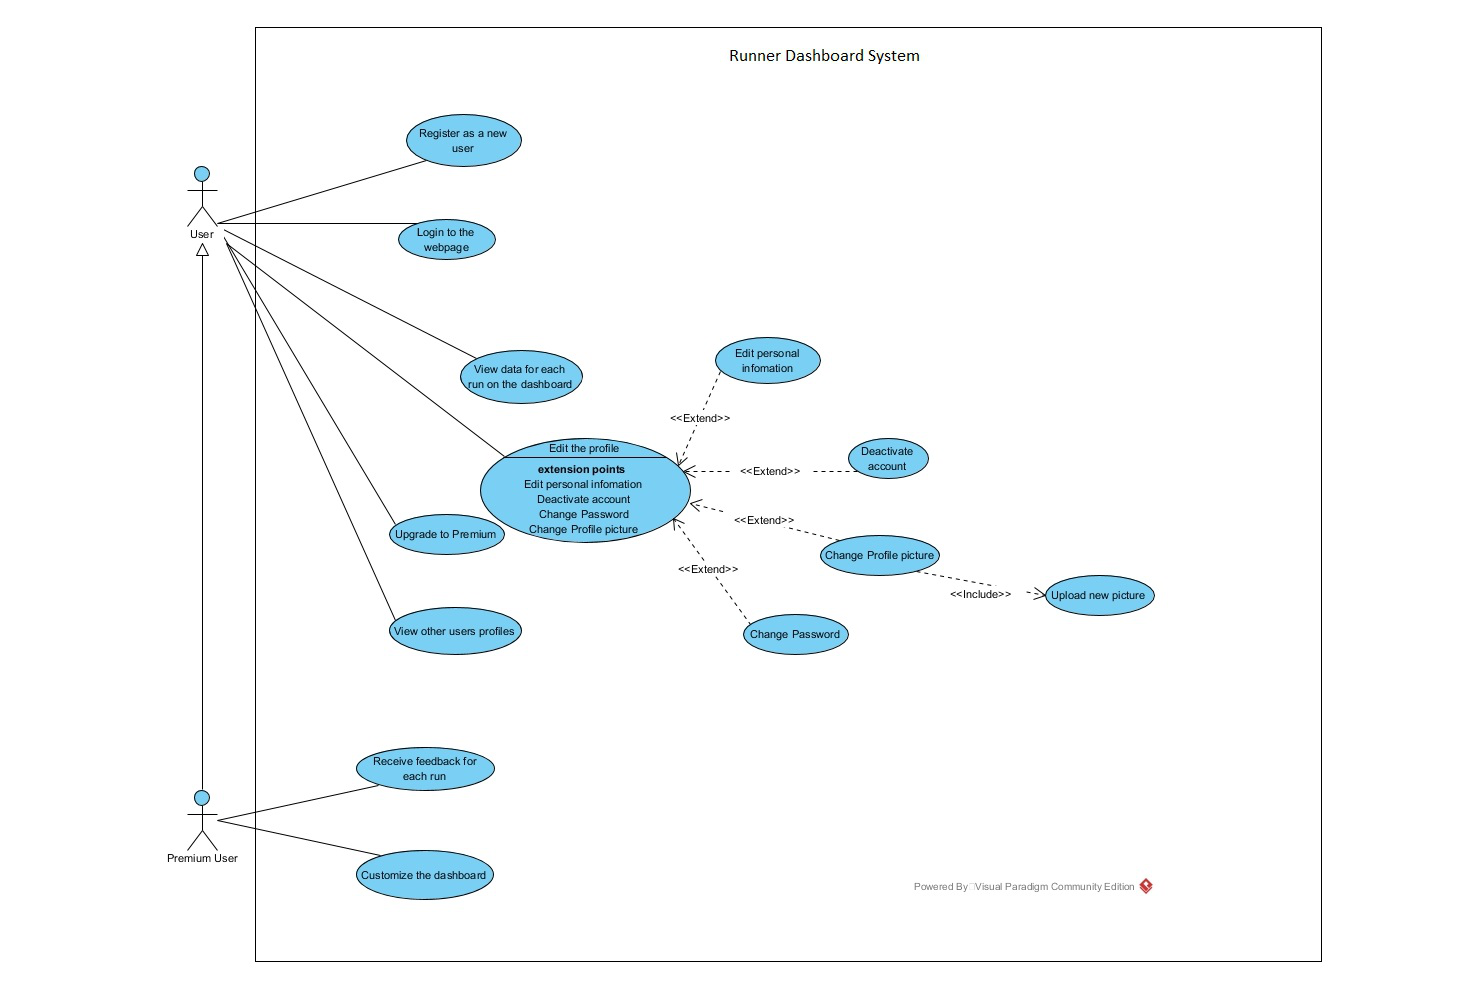 Runner Dashboard System
Register as a new
user
User
Login to the
webpage
View data for each
run on the dashboard
Edit personal
infomation
<<Extend>>
Edit the profile
extension points
Edit personal infomation
Deactivate account
Change Password
Change Profile picture
<<Extend>>
Deactivate
account
<<Extend>>
Change Profile picture
<<Include>>
Upload new picture
<<Extend>>
Change Password
Upgrade to Premium
View other users profiles
Receive feedback for
each run
Premium User
Customize the dashboard
Powered By Visual Paradigm Community Edition